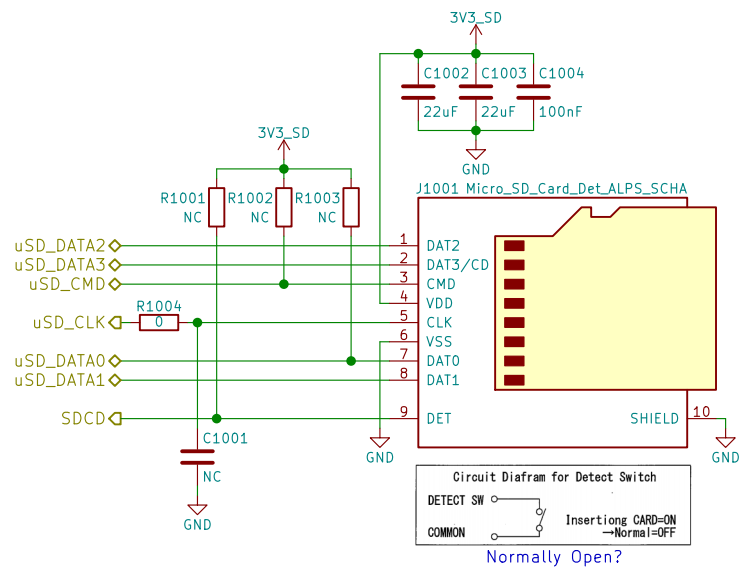 3V3_SD
C1002 C1003 C1004
22uF 22uF 100nF
GND
3V3_SD
R1001 R1002 R1003
NC NC NC
J1001 Micro_SD_Card_Det_ALPS_SCHA
uSD_DATA2 1 DAT2
uSD_DATA3 2 DAT3/CD
uSD_CMD 3 CMD
4 VDD
R1004
uSD_CLK 0 5 CLK
6 VSS
uSD_DATA0 7 DAT0
uSD_DATA1 8 DAT1
SDCD 9 DET SHIELD 10
C1001
NC
GND
GND
GND
Circuit Diafram for Detect Switch
DETECT SW
Insertiong CARD=ON
COMMON →Normal=OFF
Normally Open?